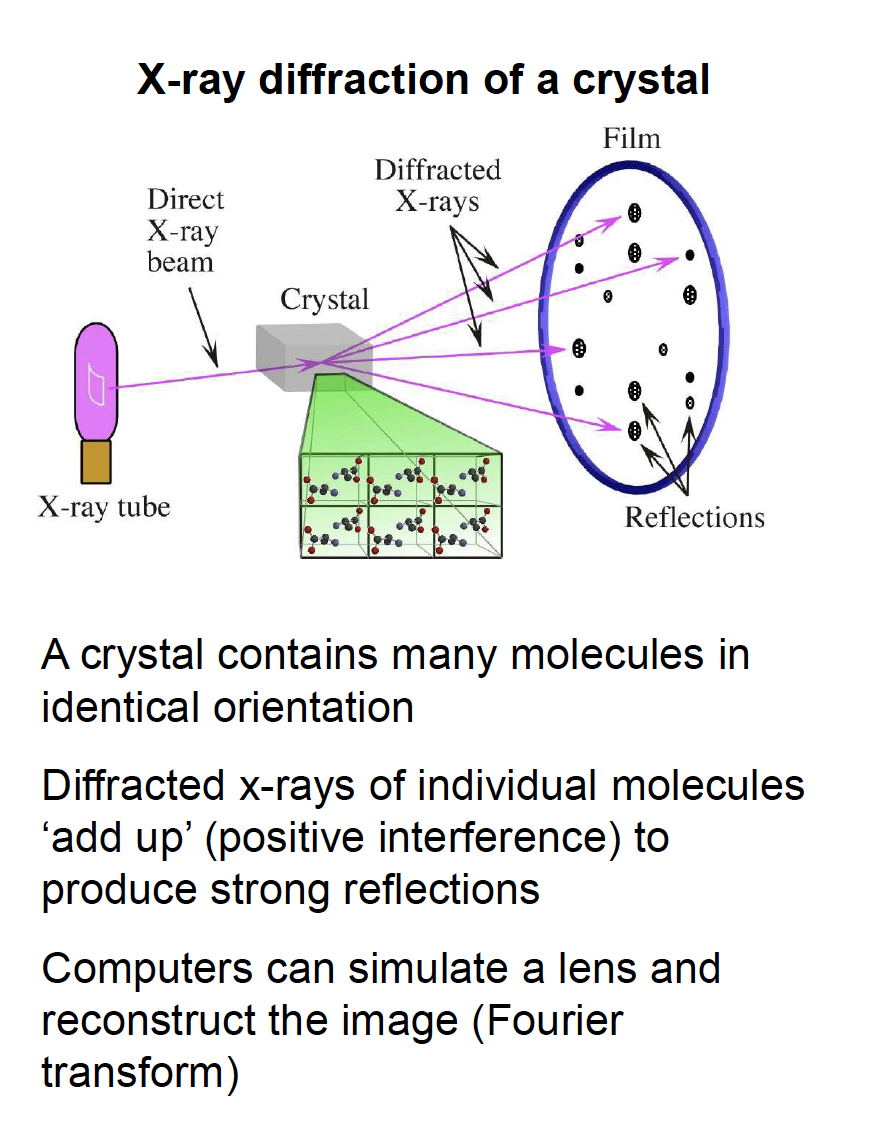 X-ray diffraction of a crystal
Film
Diffracted
X-rays
Direct
X-ray
beam
Crystal
X-ray tube
Reflections
A crystal contains many molecules in
identical orientation
Diffracted x-rays of individual molecules
‘add up’ (positive interference) to
produce strong reflections
Computers can simulate a lens and
reconstruct the image (Fourier
transform)